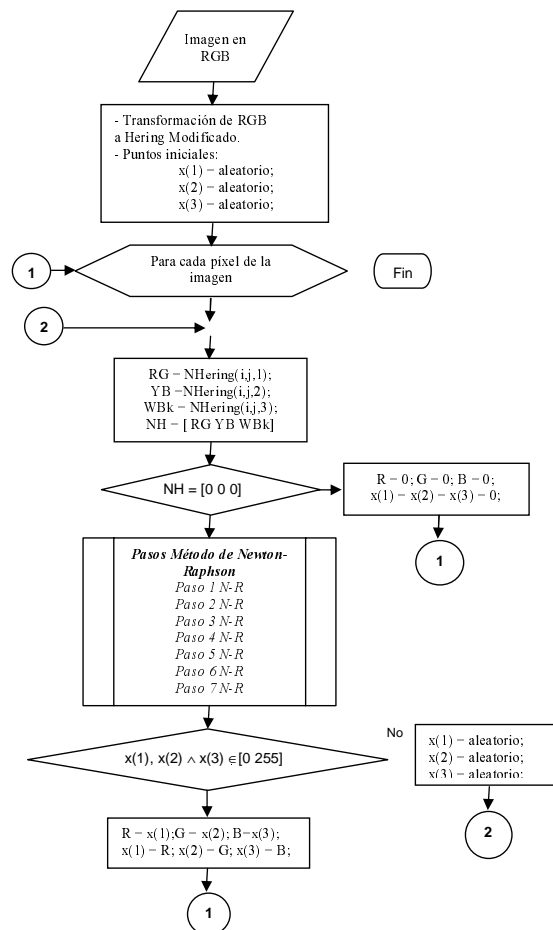 Imagen en
RGB
- Transformación de RGB
a Hering Modificado.
- Puntos iniciales:
x(1) = aleatorio;
x(2) = aleatorio;
x(3) = aleatorio;
1
Para cada píxel de la
imagen
Fin
2
RG = NHering(i,j,1);
YB =NHering(i,j,2);
WBk = NHering(i,j,3);
NH = [ RG YB WBk]
NH = [0 0 0]
R = 0; G = 0; B = 0;
x(1) = x(2) = x(3) = 0;
1
Pasos Método de Newton-
Raphson
Paso 1 N-R
Paso 2 N-R
Paso 3 N-R
Paso 4 N-R
Paso 5 N-R
Paso 6 N-R
Paso 7 N-R
x(1), x(2) ∧ x(3) ∈[0 255]
No
x(1) = aleatorio;
x(2) = aleatorio;
x(3) = aleatorio;
2
R = x(1);G = x(2); B=x(3);
x(1) = R; x(2) = G; x(3) = B;
1